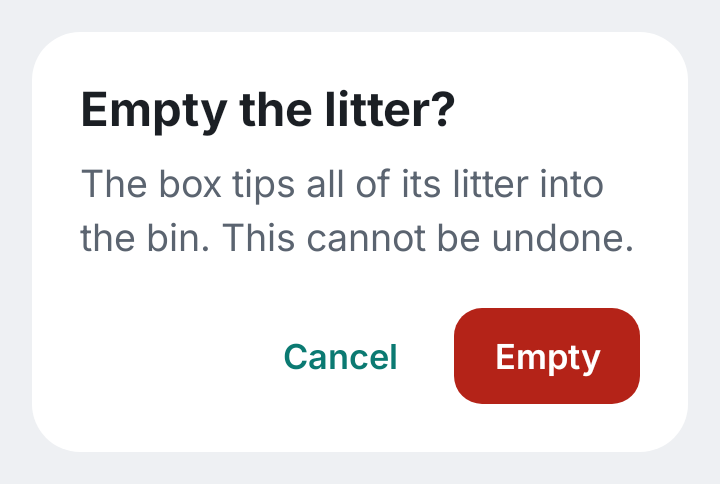 Empty the litter?
The box tips all of its litter into
the bin. This cannot be undone.
Cancel
Empty